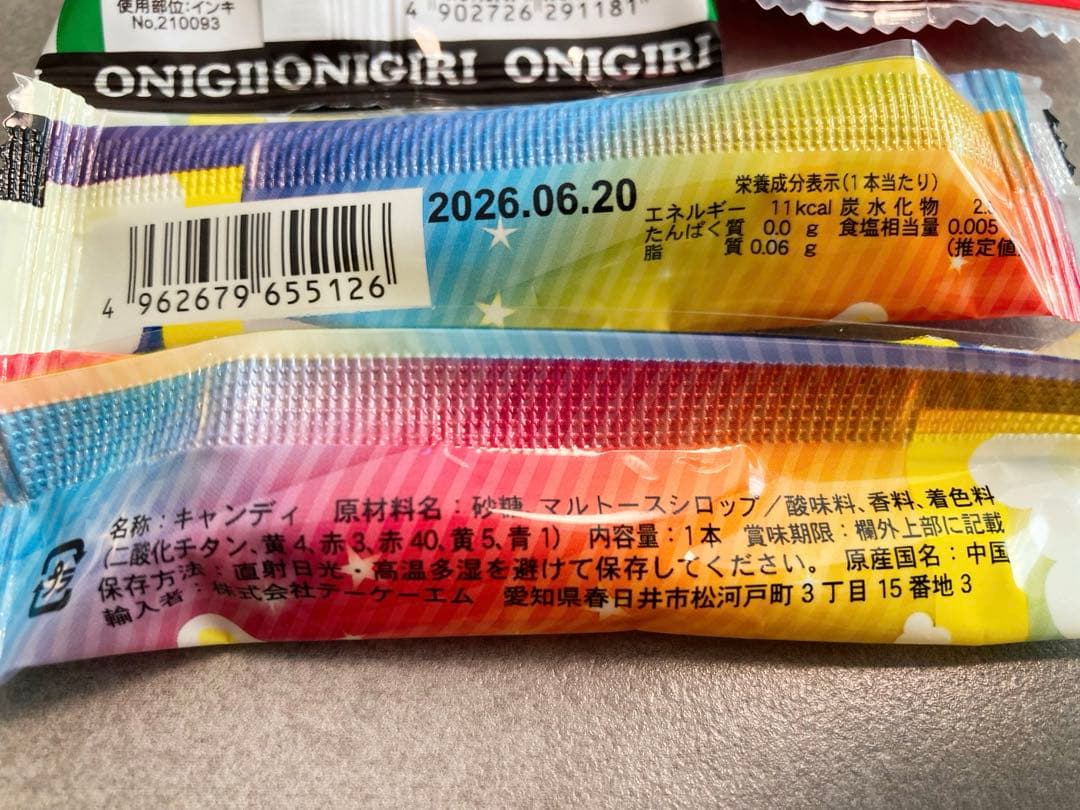 使用部位:インキ
No.210093
4 902726 291181
ONIGI ONIGIRI ONIGIRI
2026.06.20
栄養成分表示(1本当たり)
エネルギー 11kcal 炭水化物 2.
たんぱく質 0.0 g 食塩相当量 0.005
脂質 0.06 g (推定値
4 962679 655126
名称:キャンディ 原材料名:砂糖、マルトースシロップ/酸味料、香料、着色料
(二酸化チタン、黄4、赤3、赤40、黄5、青1) 内容量:1本 賞味期限:欄外上部に記載
保存方法:直射日光・高温多湿を避けて保存してください。 原産国名:中国
輸入者:株式会社テーケーエム 愛知県春日井市松河戸町3丁目15番地3
プラ